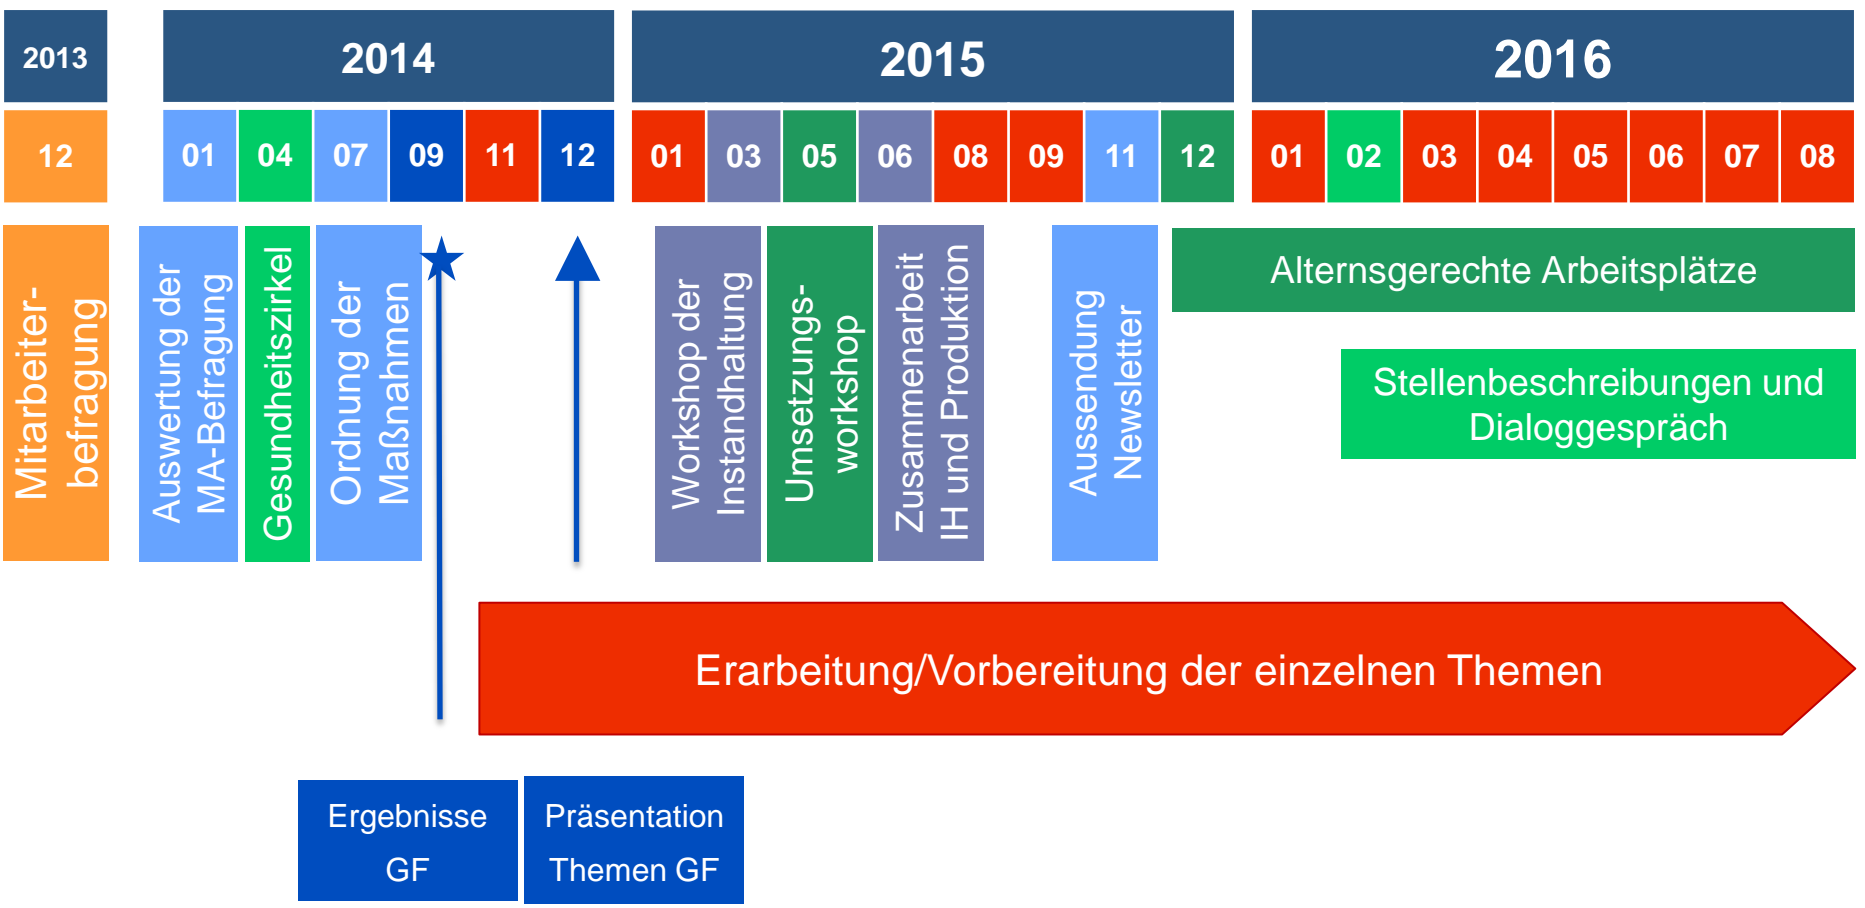 2013
2014
2015
2016
12
01
04
07
09
11
12
01
03
05
06
08
09
11
12
01
02
03
04
05
06
07
08
Mitarbeiter-
befragung
Auswertung der
MA-Befragung
Gesundheitszirkel
Ordnung der
Maßnahmen
Workshop der
Instandhaltung
Umsetzungs-
workshop
Zusammenarbeit
IH und Produktion
Aussendung
Newsletter
Alternsgerechte Arbeitsplätze
Stellenbeschreibungen und
Dialoggespräch
Erarbeitung/Vorbereitung der einzelnen Themen
Ergebnisse
GF
Präsentation
Themen GF